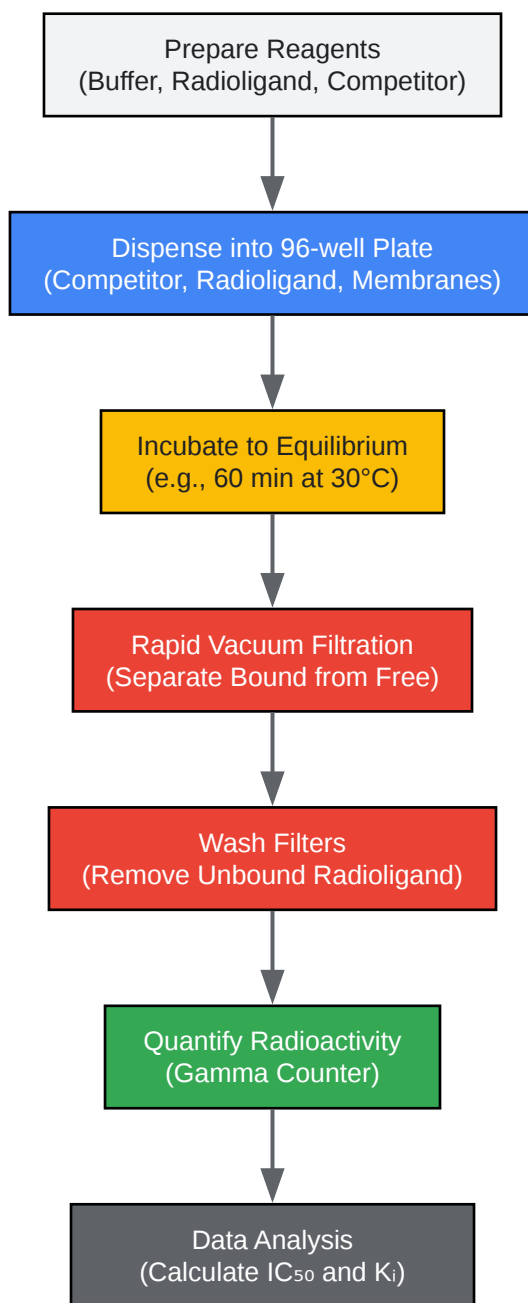 Prepare Reagents
(Buffer, Radioligand, Competitor)
Dispense into 96-well Plate
(Competitor, Radioligand, Membranes)
Incubate to Equilibrium
(e.g., 60 min at 30°C)
Rapid Vacuum Filtration
(Separate Bound from Free)
Wash Filters
(Remove Unbound Radioligand)
Quantify Radioactivity
(Gamma Counter)
Data Analysis
(Calculate IC₅₀ and Kᵢ)